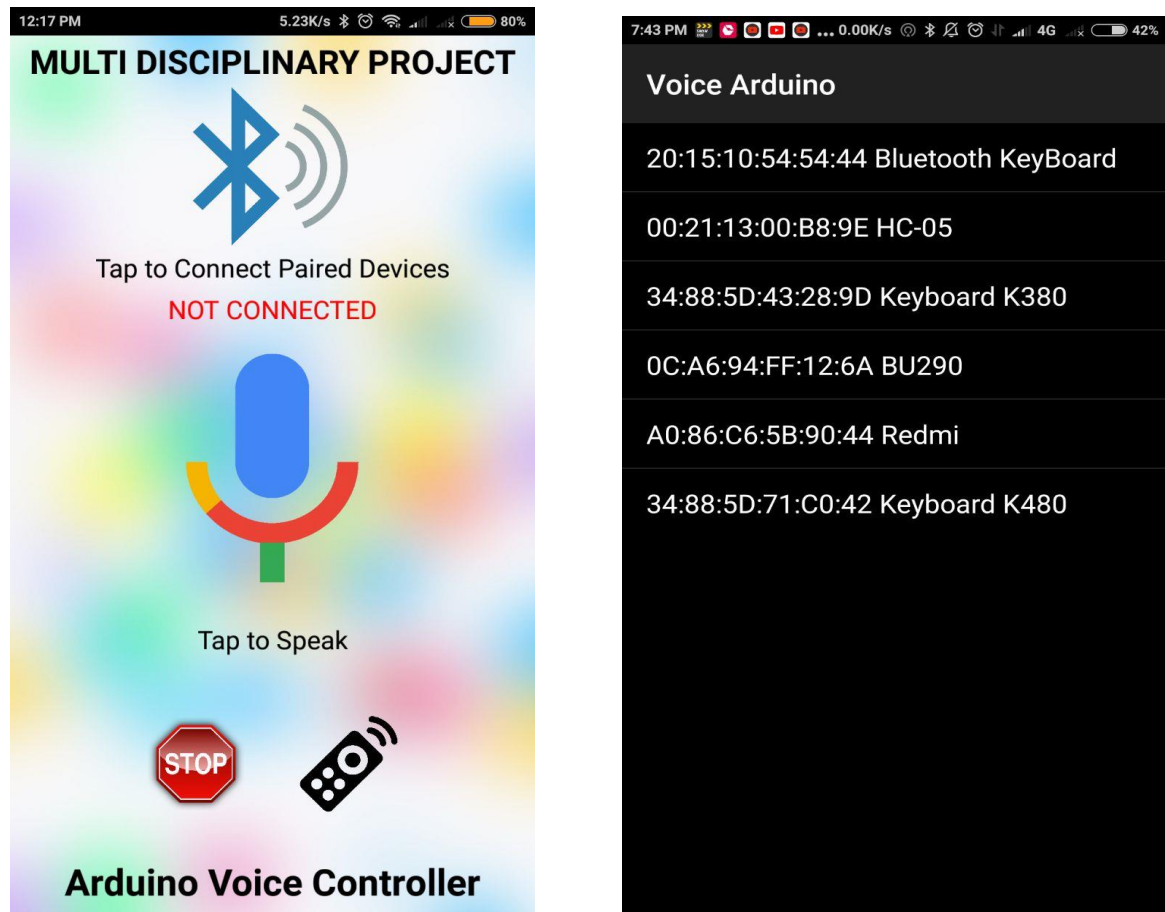 12:17 PM 5.23K/s 80%
MULTI DISCIPLINARY PROJECT
Tap to Connect Paired Devices
NOT CONNECTED
Tap to Speak
STOP
Arduino Voice Controller
7:43 PM ... 0.00K/s 4G 42%
Voice Arduino
20:15:10:54:54:44 Bluetooth KeyBoard
00:21:13:00:B8:9E HC-05
34:88:5D:43:28:9D Keyboard K380
0C:A6:94:FF:12:6A BU290
A0:86:C6:5B:90:44 Redmi
34:88:5D:71:C0:42 Keyboard K480